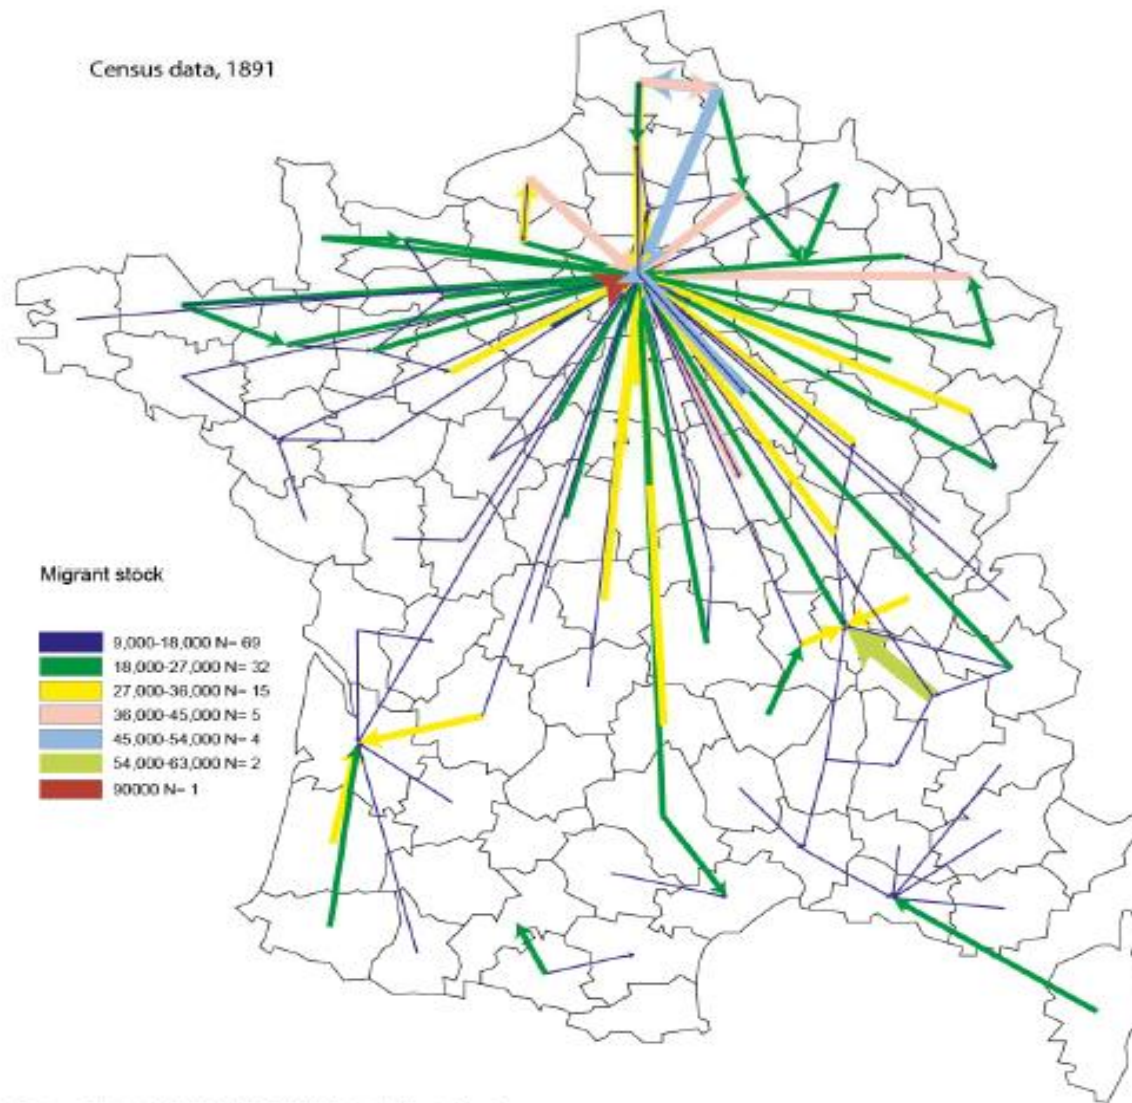 Census data, 1891
Migrant stock
9,000-18,000 N= 69
18,000-27,000 N= 32
27,000-36,000 N= 15
36,000-45,000 N= 5
45,000-54,000 N= 4
54,000-63,000 N= 2
90000 N= 1